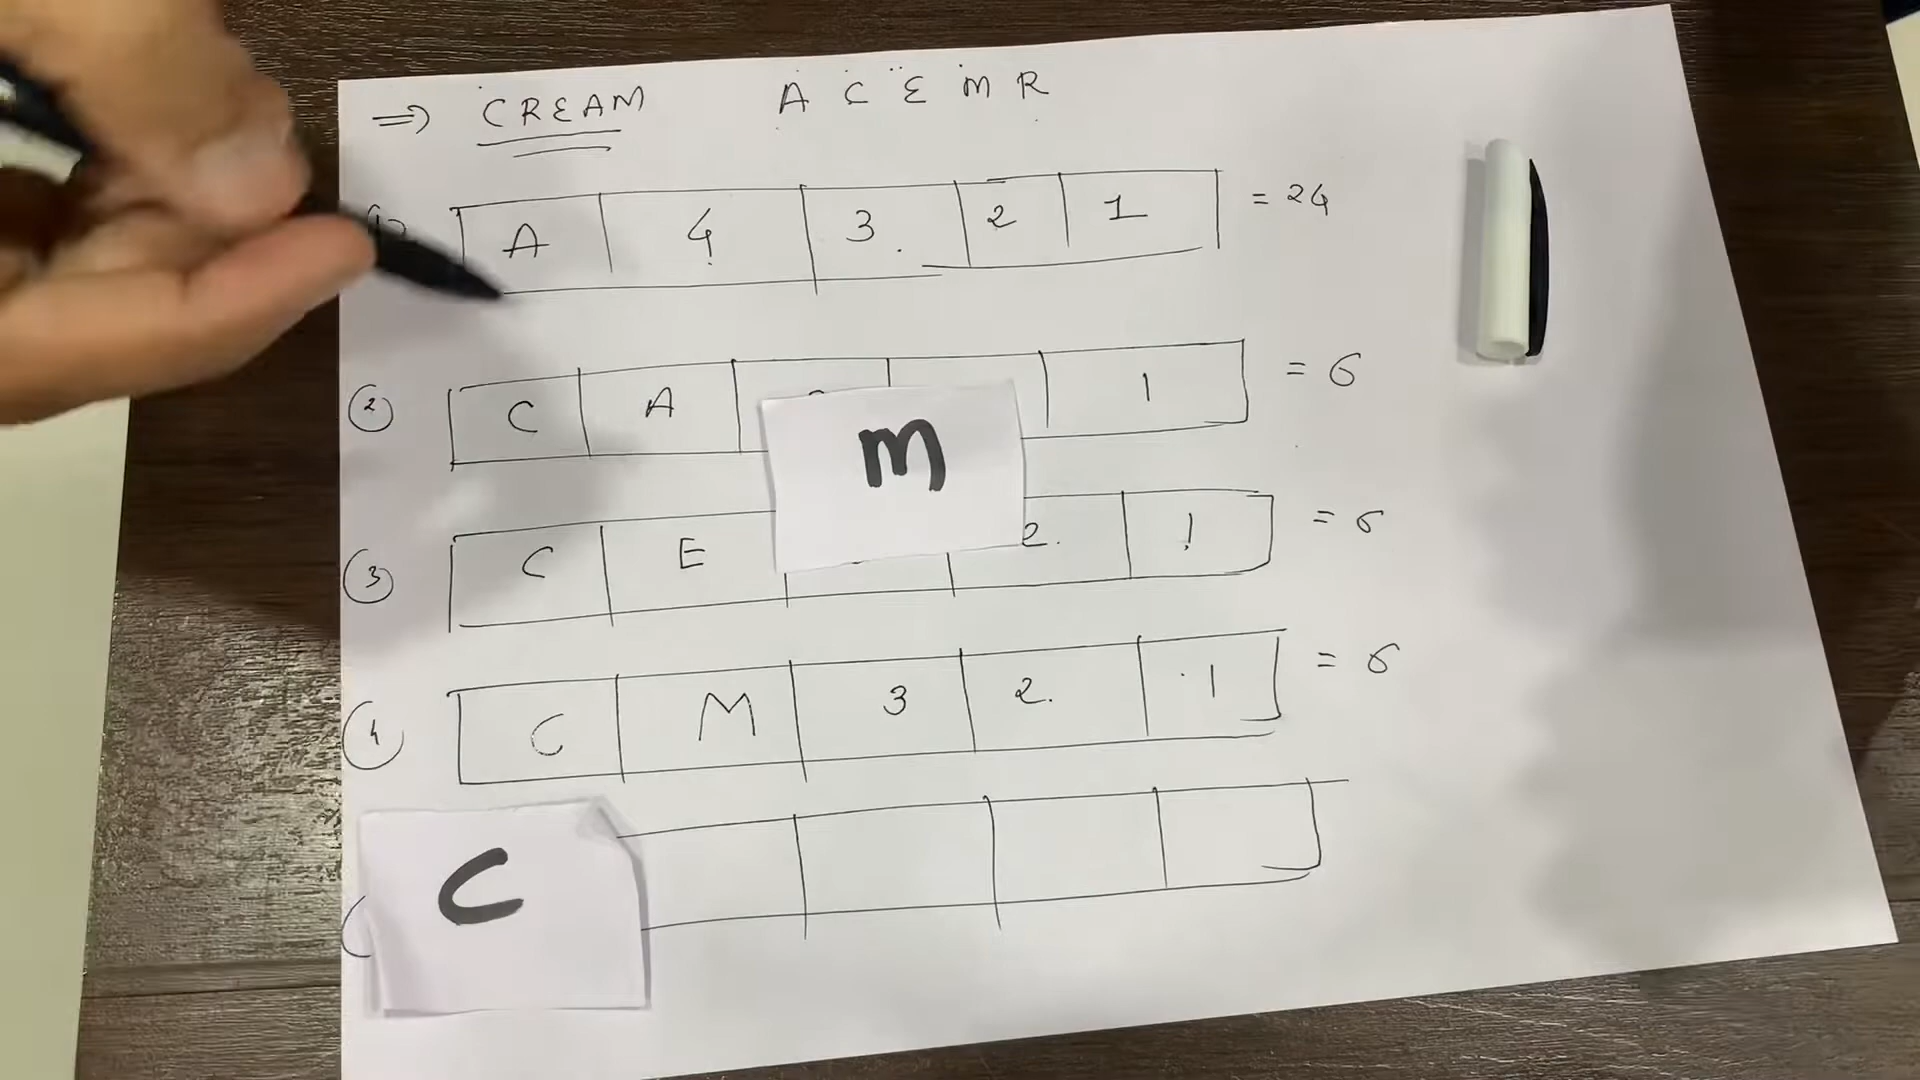 ⇒ CREAM A C E M R
A 4 3. 2 1 = 24
② C A 1 = 6
m
③ C E 2. 1 = 6
④ C M 3 2. 1 = 6
C